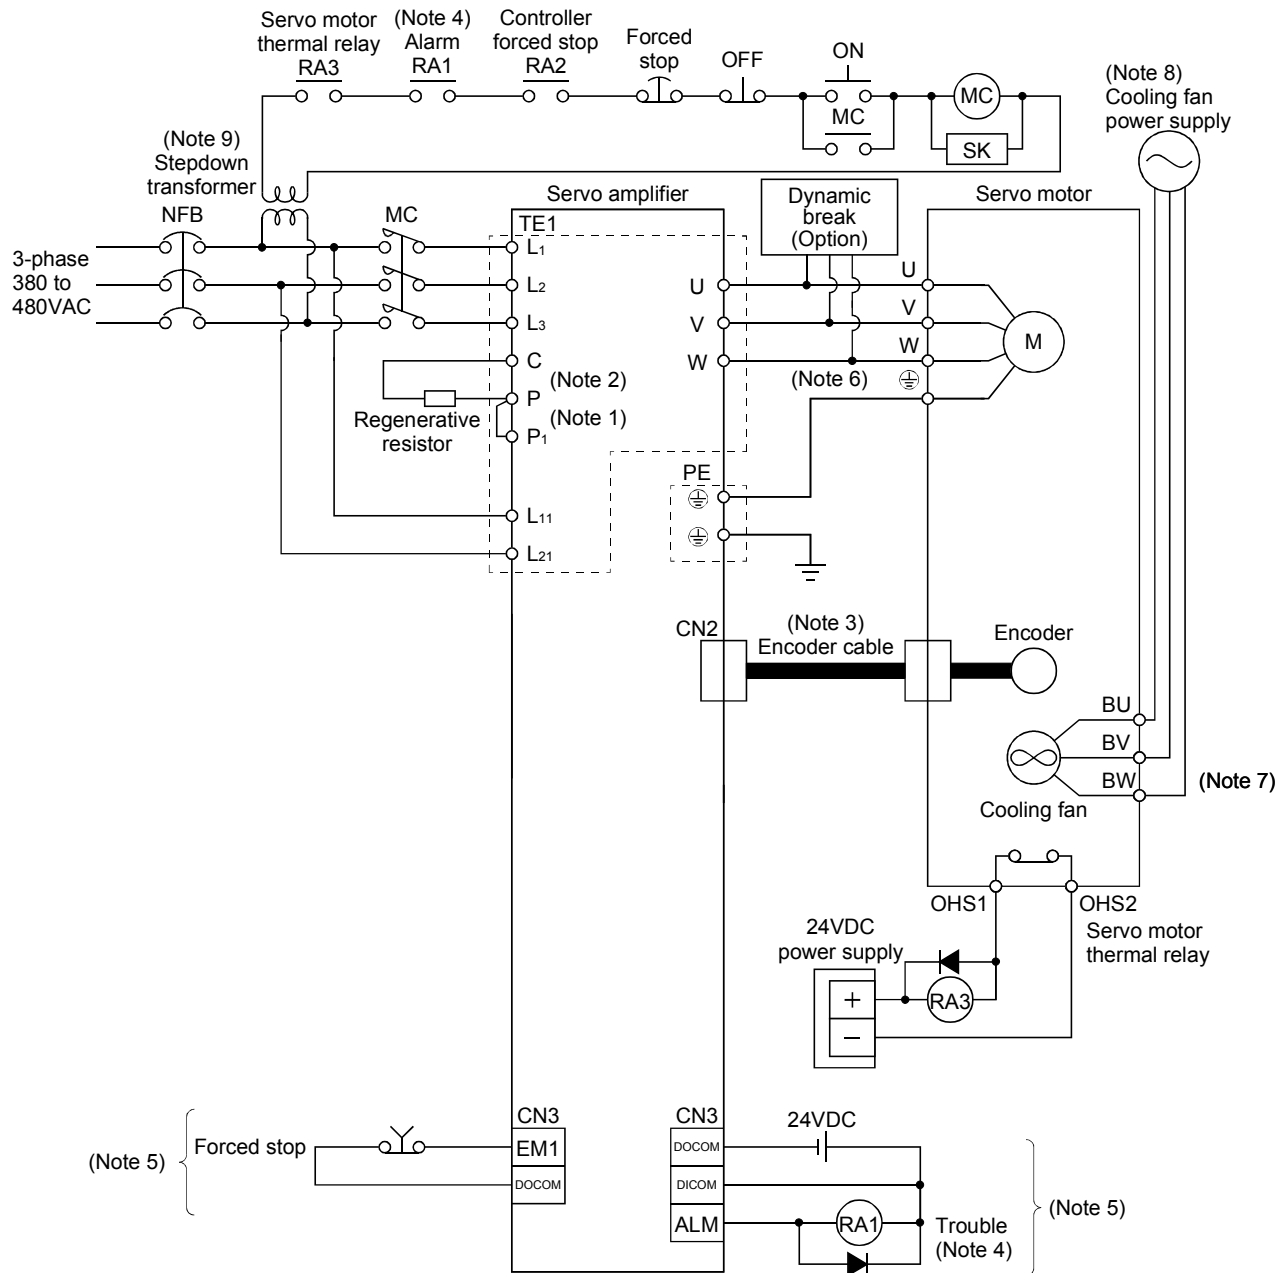 Servo motor
thermal relay
RA3
(Note 4)
Alarm
RA1
Controller
forced stop
RA2
Forced
stop
OFF
ON
MC
MC
SK
(Note 8)
Cooling fan
power supply
(Note 9)
Stepdown
transformer
NFB
MC
3-phase
380 to
480VAC
Servo amplifier
TE1
L1
L2
L3
C
P
P1
(Note 2)
(Note 1)
Regenerative
resistor
L11
L21
U
V
W
PE
Dynamic
break
(Option)
Servo motor
U
V
W
(Note 6)
M
CN2
(Note 3)
Encoder cable
Encoder
BU
BV
BW
(Note 7)
Cooling fan
OHS1
OHS2
Servo motor
thermal relay
24VDC
power supply
+
−
RA3
(Note 5)
Forced stop
CN3
EM1
DOCOM
CN3
DOCOM
DICOM
ALM
24VDC
RA1
Trouble
(Note 4)
(Note 5)